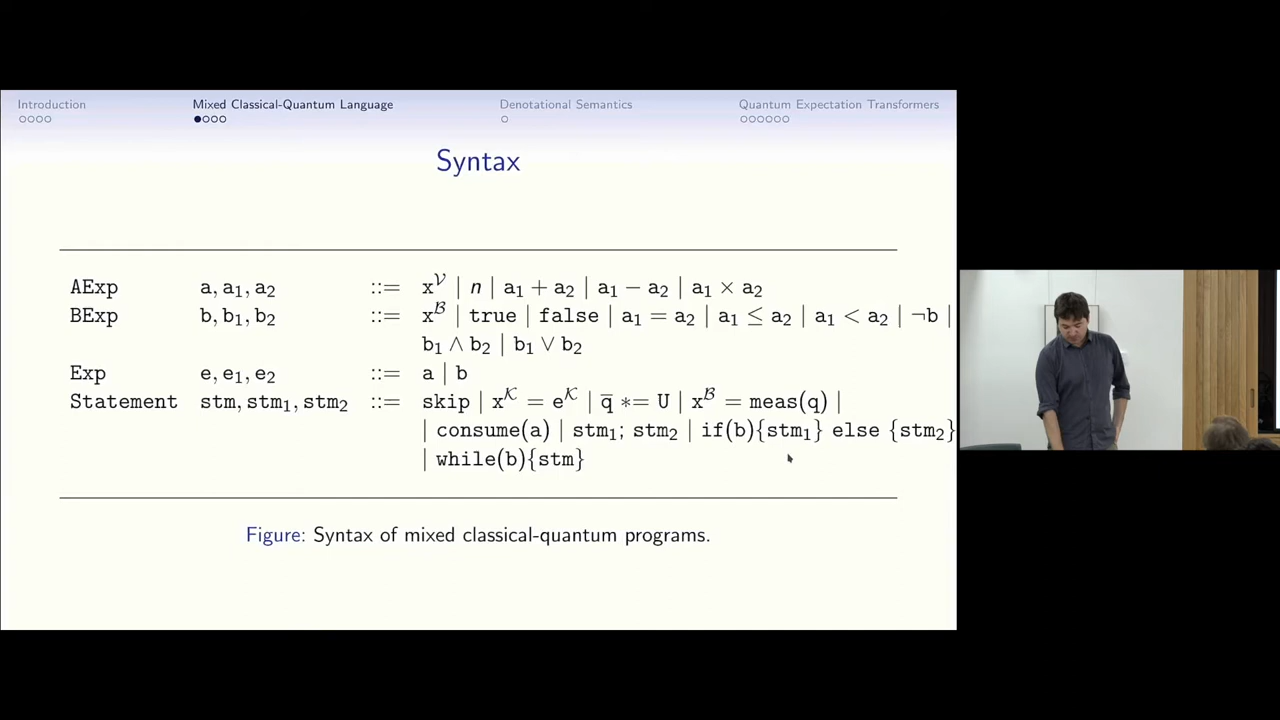 Introduction Mixed Classical-Quantum Language Denotational Semantics Quantum Expectation Transformers
Syntax
AExp a, a₁, a₂ ::= x^𝒱 | n | a₁ + a₂ | a₁ − a₂ | a₁ × a₂
BExp b, b₁, b₂ ::= x^ℬ | true | false | a₁ = a₂ | a₁ ≤ a₂ | a₁ < a₂ | ¬b |
b₁ ∧ b₂ | b₁ ∨ b₂
Exp e, e₁, e₂ ::= a | b
Statement stm, stm₁, stm₂ ::= skip | x^𝒦 = e^𝒦 | q̅ *= U | x^ℬ = meas(q) |
| consume(a) | stm₁; stm₂ | if(b){stm₁} else {stm₂}
| while(b){stm}
Figure: Syntax of mixed classical-quantum programs.